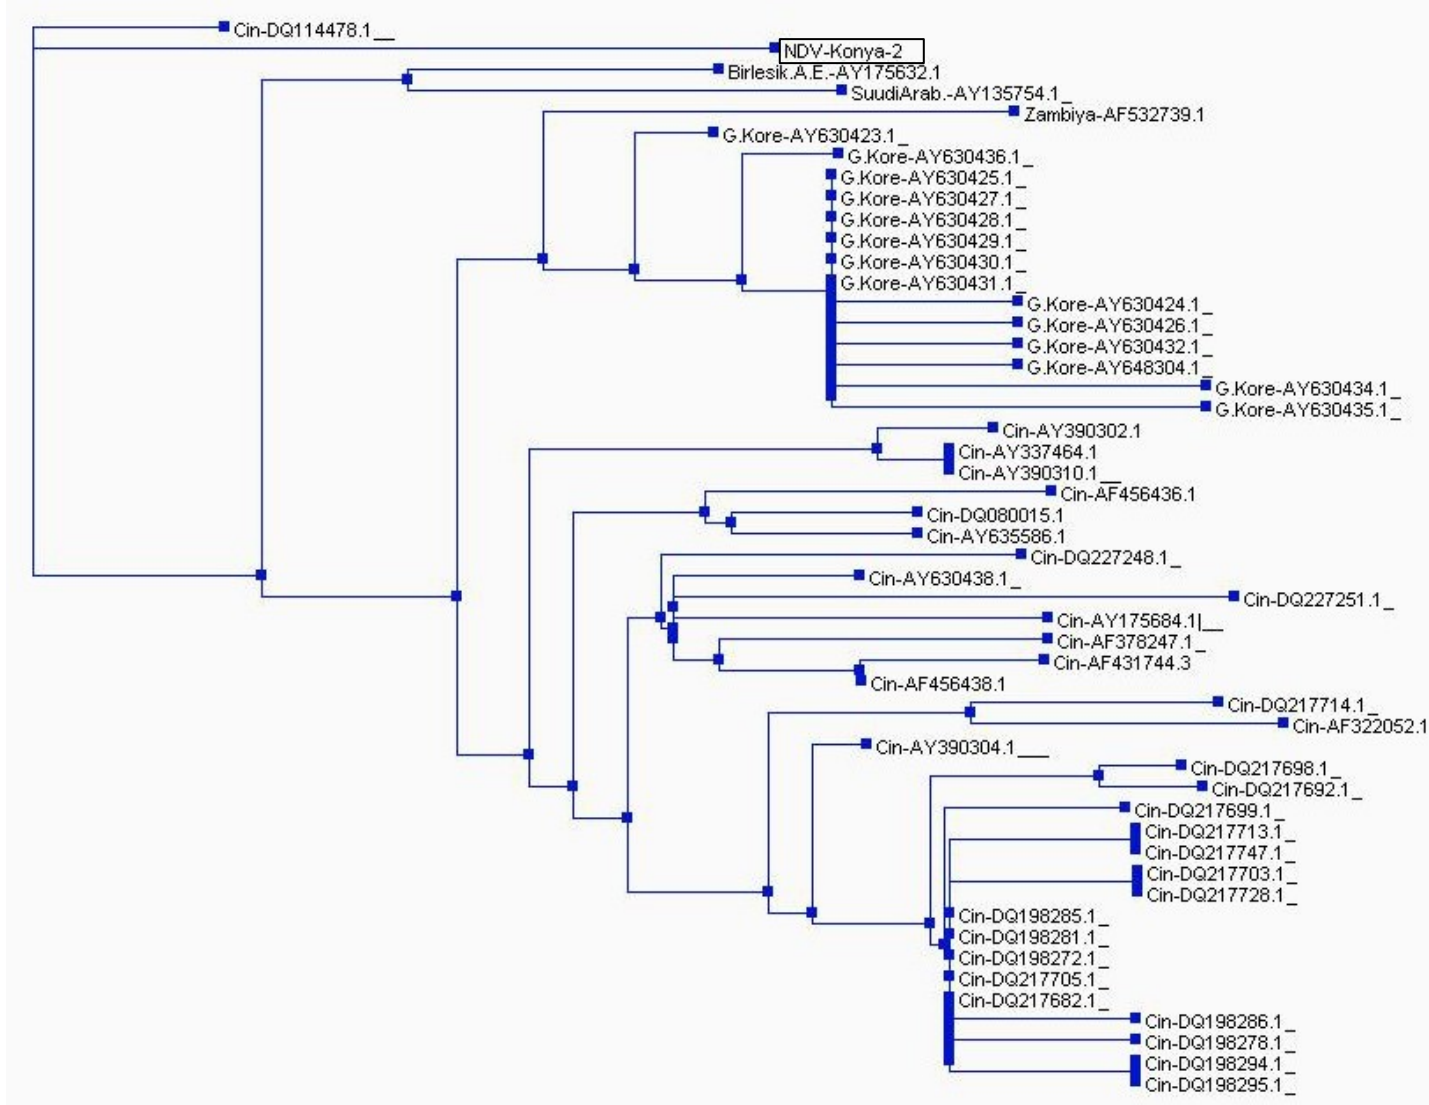 Cin-DQ114478.1__
NDV-Konya-2
Birlesik.A.E.-AY175632.1
SuudiArab.-AY135754.1_
Zambiya-AF532739.1
G.Kore-AY630423.1_
G.Kore-AY630436.1_
G.Kore-AY630425.1_
G.Kore-AY630427.1_
G.Kore-AY630428.1_
G.Kore-AY630429.1_
G.Kore-AY630430.1_
G.Kore-AY630431.1_
G.Kore-AY630424.1_
G.Kore-AY630426.1_
G.Kore-AY630432.1_
G.Kore-AY648304.1_
G.Kore-AY630434.1_
G.Kore-AY630435.1_
Cin-AY390302.1
Cin-AY337464.1
Cin-AY390310.1__
Cin-AF456436.1
Cin-DQ080015.1
Cin-AY635586.1
Cin-DQ227248.1_
Cin-AY630438.1_
Cin-DQ227251.1_
Cin-AY175684.1|__
Cin-AF378247.1_
Cin-AF431744.3
Cin-AF456438.1
Cin-DQ217714.1_
Cin-AF322052.1
Cin-AY390304.1___
Cin-DQ217698.1_
Cin-DQ217692.1_
Cin-DQ217699.1_
Cin-DQ217713.1_
Cin-DQ217747.1_
Cin-DQ217703.1_
Cin-DQ217728.1_
Cin-DQ198285.1_
Cin-DQ198281.1_
Cin-DQ198272.1_
Cin-DQ217705.1_
Cin-DQ217682.1_
Cin-DQ198286.1_
Cin-DQ198278.1_
Cin-DQ198294.1_
Cin-DQ198295.1_